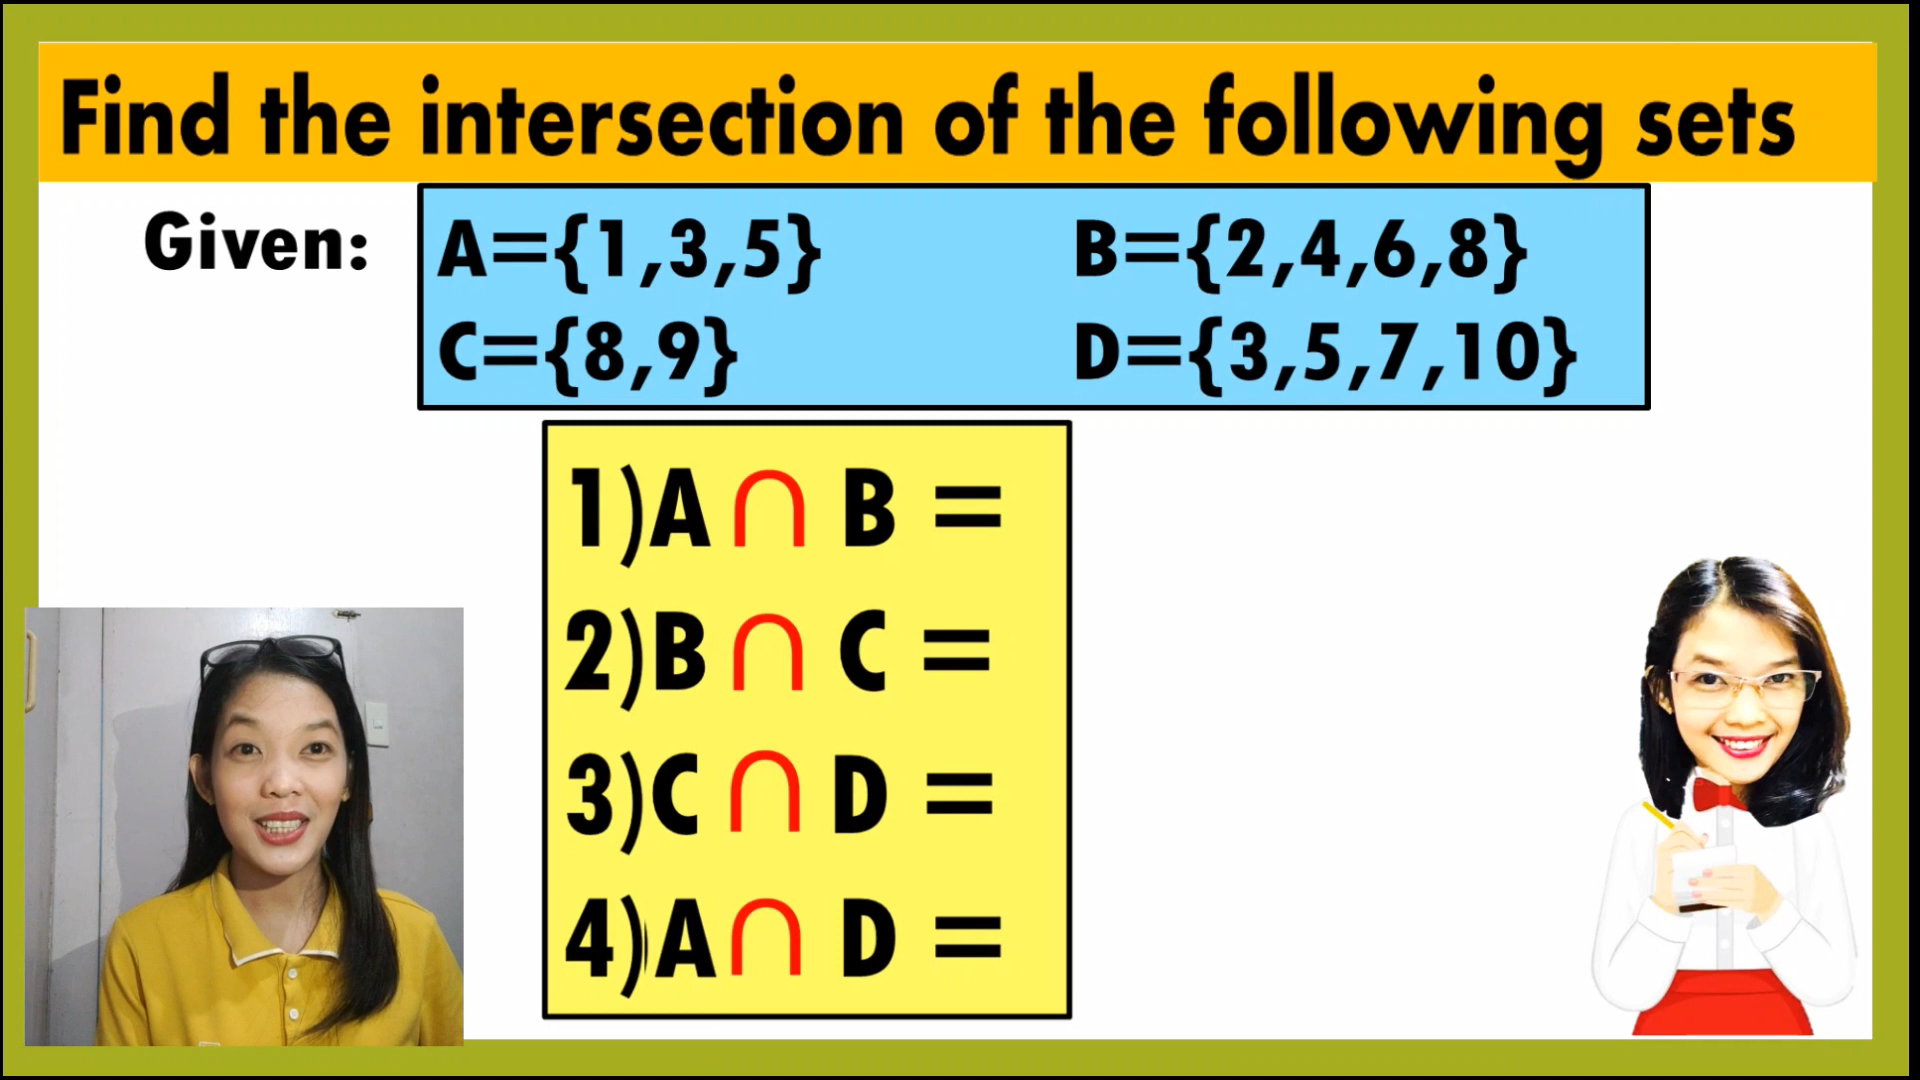 Find the intersection of the following sets
Given:
A={1,3,5} B={2,4,6,8}
C={8,9} D={3,5,7,10}
1)A ∩ B =
2)B ∩ C =
3)C ∩ D =
4)A ∩ D =